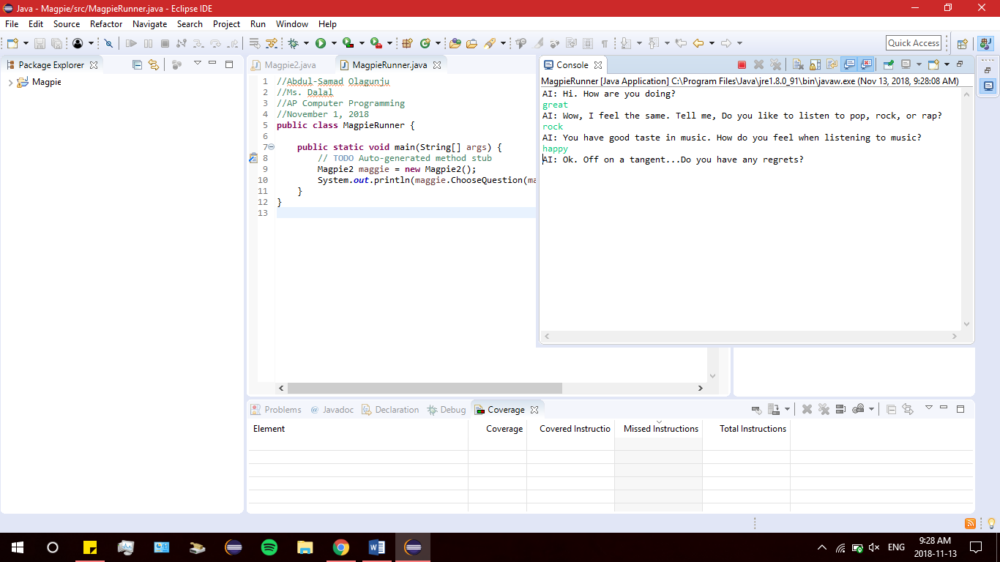 Java - Magpie/src/MagpieRunner.java - Eclipse IDE
File Edit Source Refactor Navigate Search Project Run Window Help
Quick Access
Package Explorer
Magpie
Magpie2.java
MagpieRunner.java
1 //Abdul-Samad Olagunju
2 //Ms. Dalal
3 //AP Computer Programming
4 //November 1, 2018
5 public class MagpieRunner {
6
7 public static void main(String[] args) {
8 // TODO Auto-generated method stub
9 Magpie2 maggie = new Magpie2();
10 System.out.println(maggie.ChooseQuestion(ma
11 }
12 }
13
Console
MagpieRunner [Java Application] C:\Program Files\Java\jre1.8.0_91\bin\javaw.exe (Nov 13, 2018, 9:28:08 AM)
AI: Hi. How are you doing?
great
AI: Wow, I feel the same. Tell me, Do you like to listen to pop, rock, or rap?
rock
AI: You have good taste in music. How do you feel when listening to music?
happy
AI: Ok. Off on a tangent...Do you have any regrets?
Problems @ Javadoc Declaration Debug Coverage
Element Coverage Covered Instructio Missed Instructions Total Instructions
ENG
9:28 AM
2018-11-13